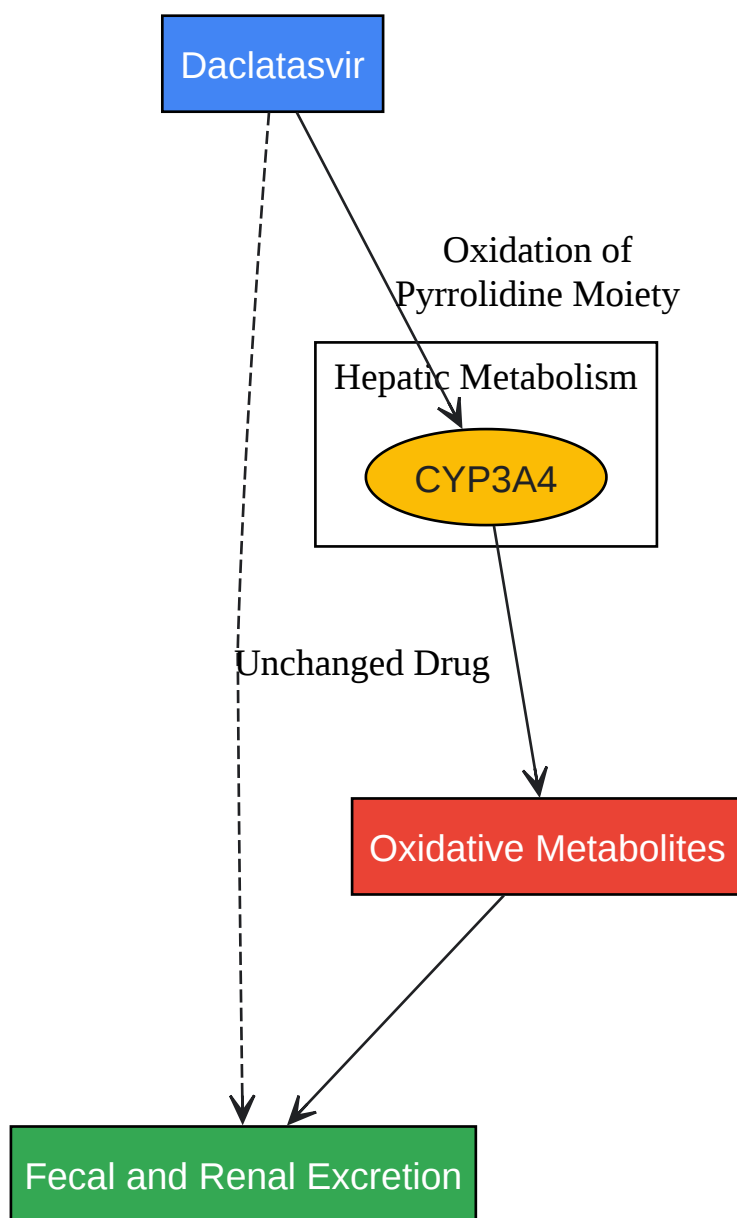 Daclatasvir
Oxidation of
Pyrrolidine Moiety
Hepatic Metabolism
CYP3A4
Unchanged Drug
Oxidative Metabolites
Fecal and Renal Excretion